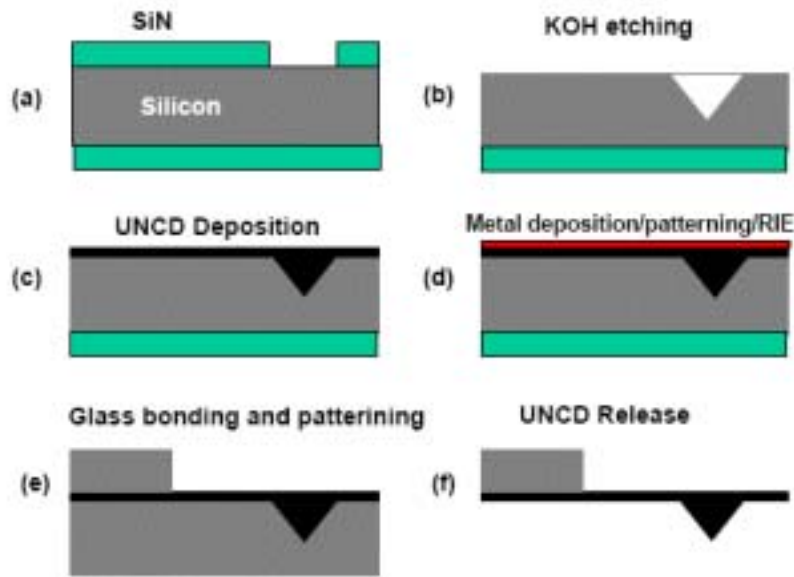 SiN
(a)
Silicon
KOH etching
(b)
UNCD Deposition
(c)
Metal deposition/patterning/RIE
(d)
Glass bonding and patterining
(e)
UNCD Release
(f)